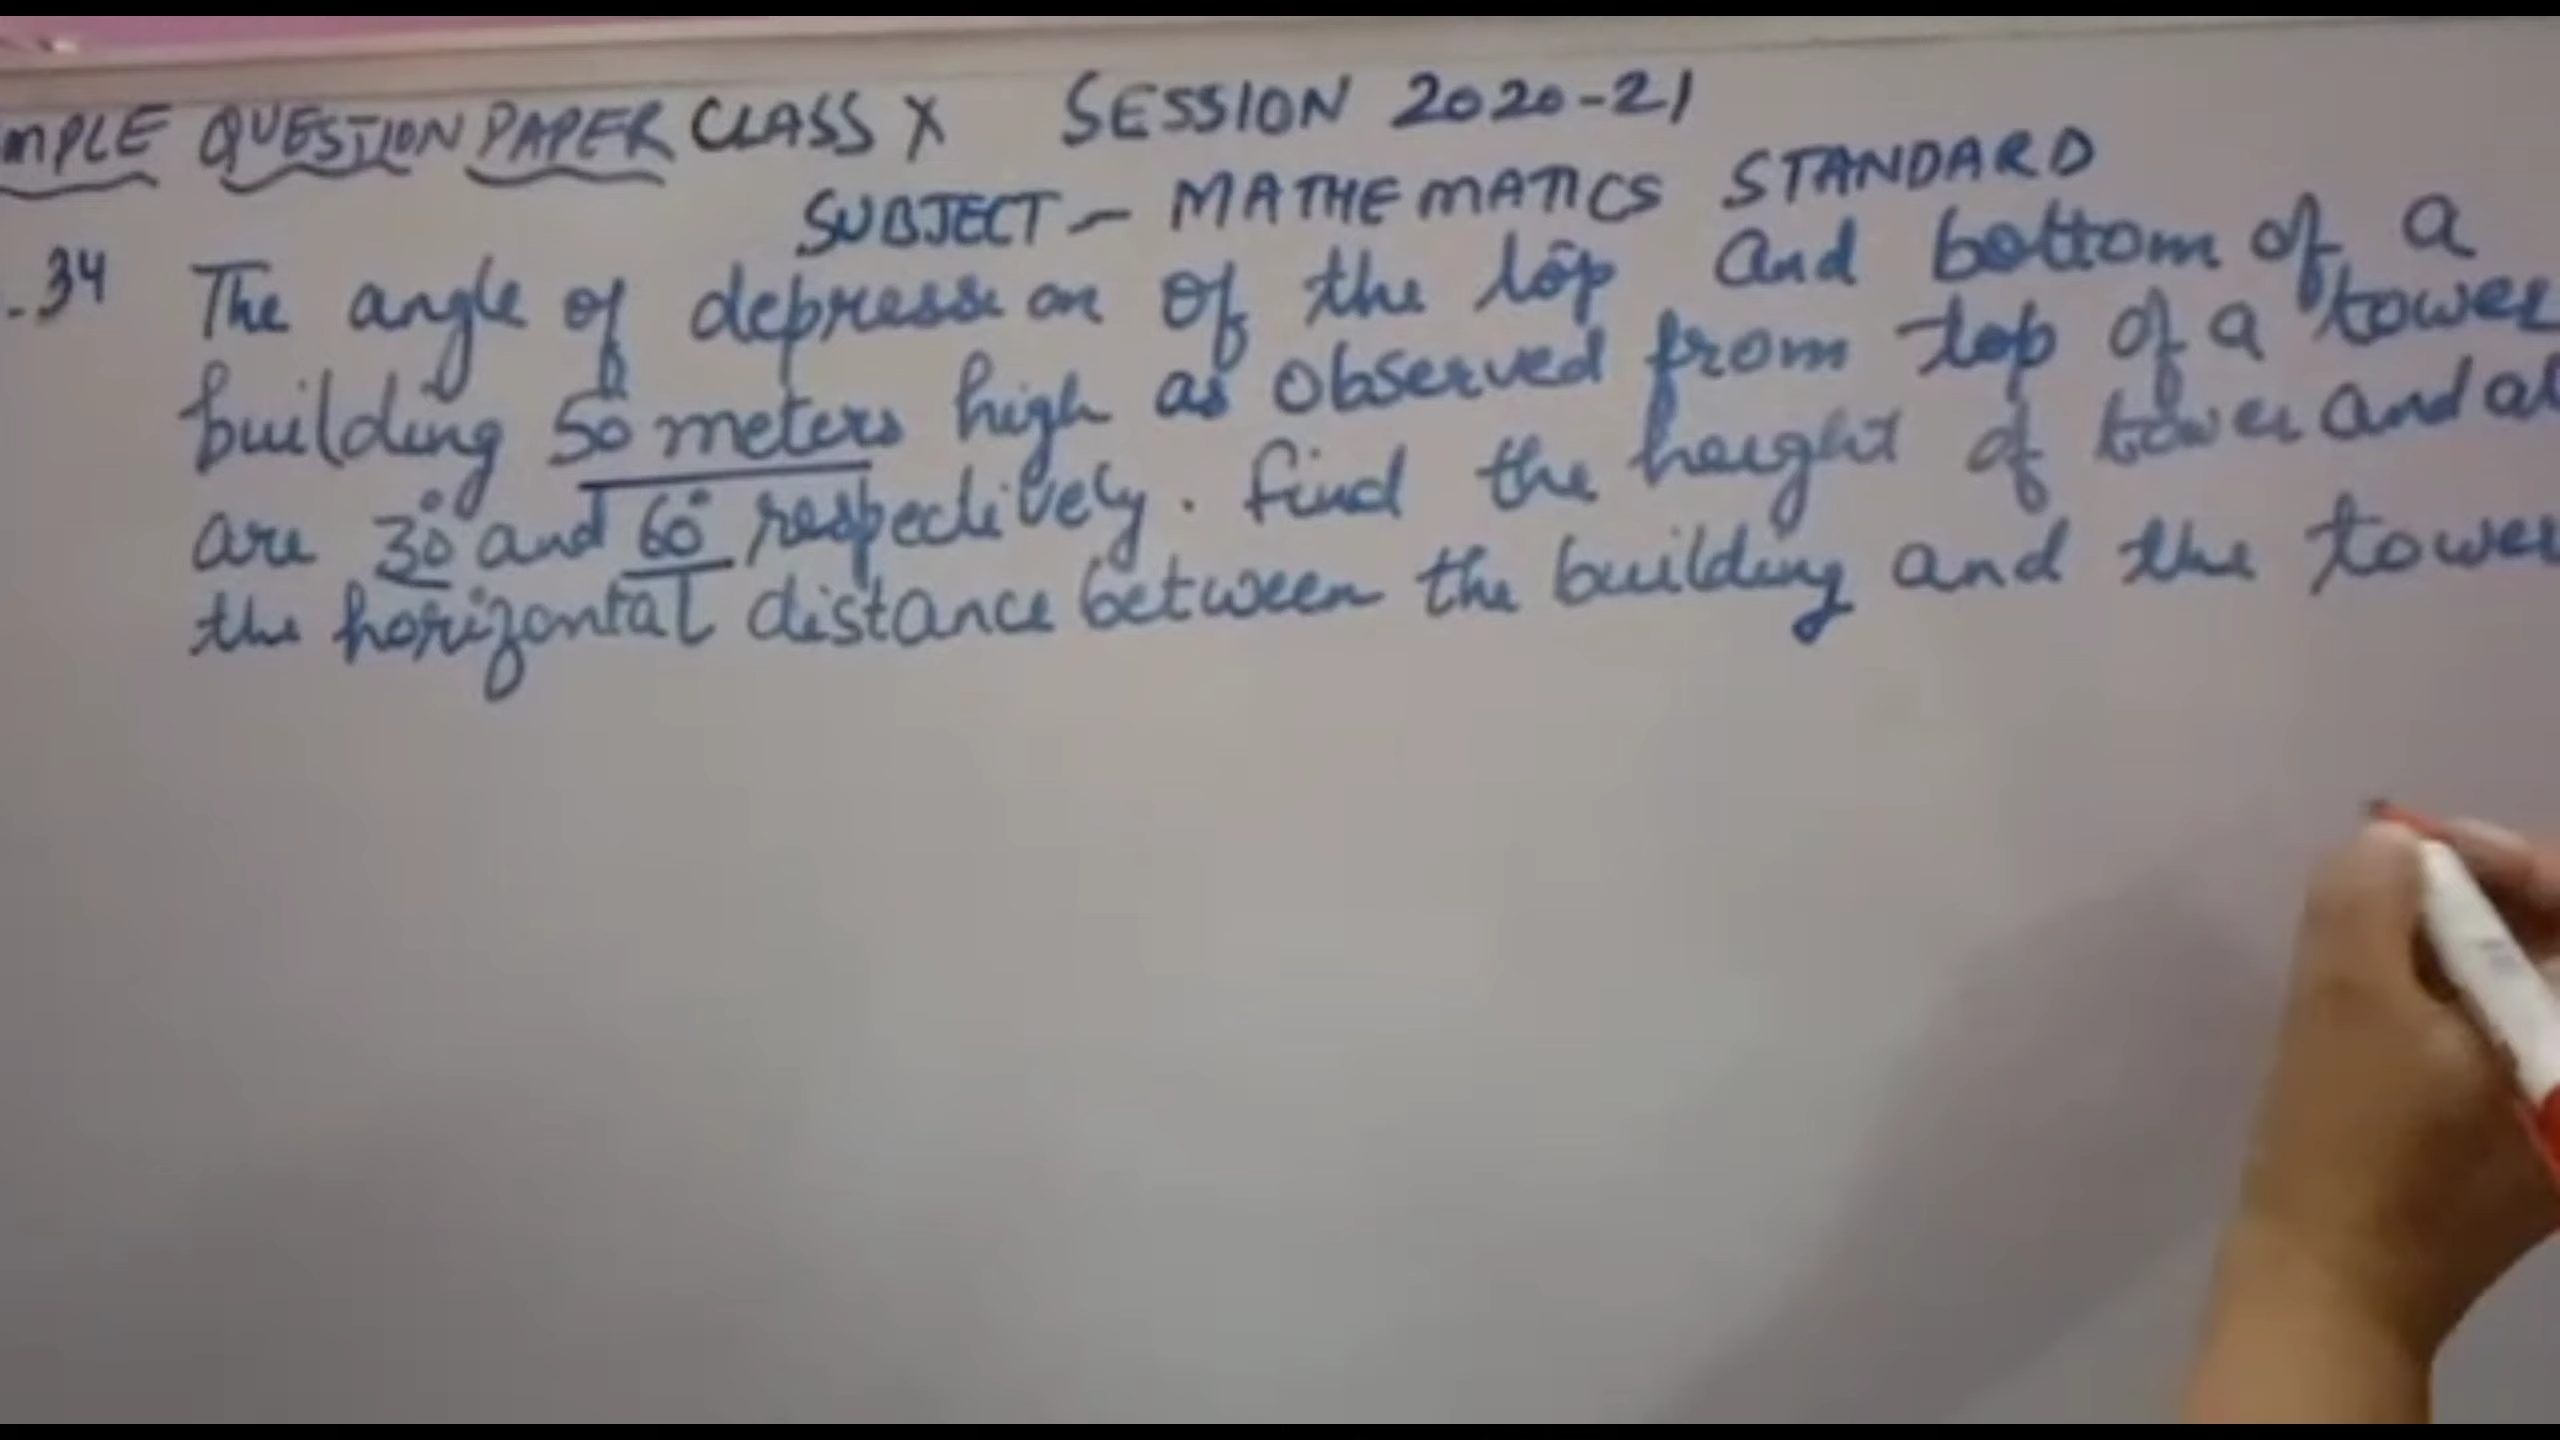 MPLE QUESTION PAPER CLASS X SESSION 2020-21
SUBJECT - MATHEMATICS STANDARD
.34 The angle of depression of the top and bottom of a
building 50 meters high as observed from top of a tower
are 30° and 60° respectively. find the height of tower and al
the horizontal distance between the building and the tower